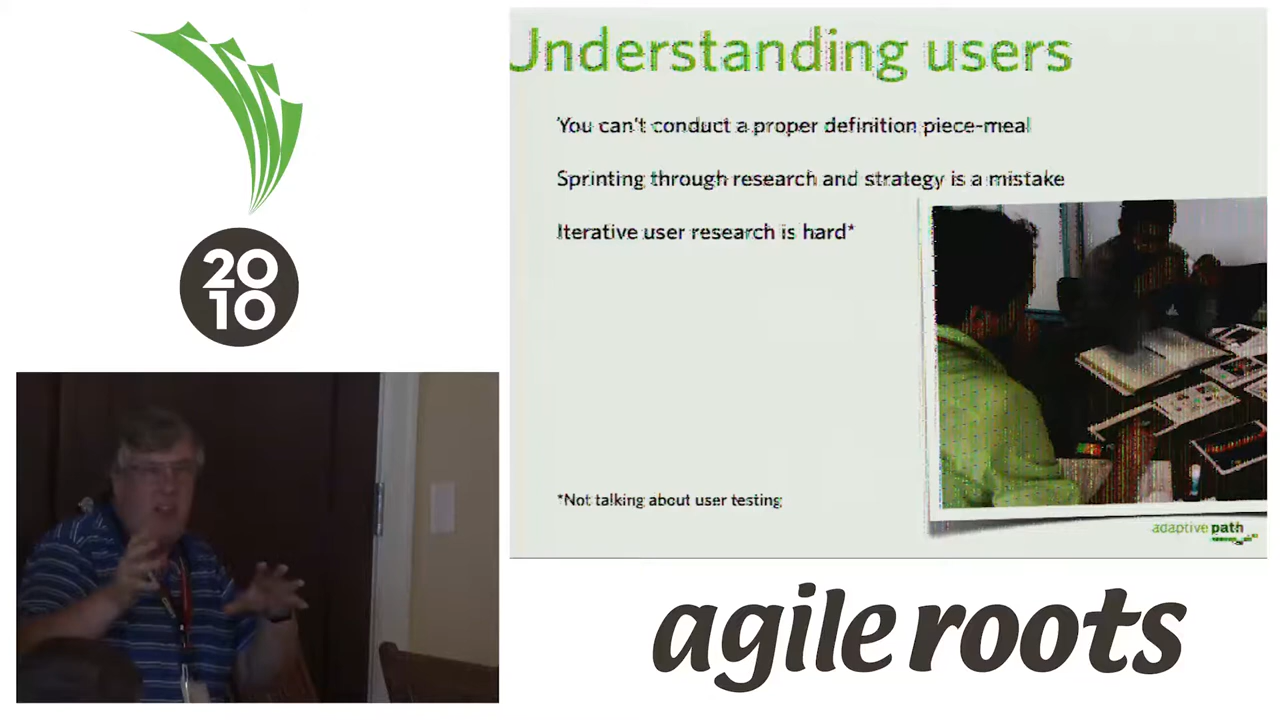 20
10
Understanding users
You can't conduct a proper definition piece-meal
Sprinting through research and strategy is a mistake
Iterative user research is hard*
*Not talking about user testing
adaptive path
agile roots